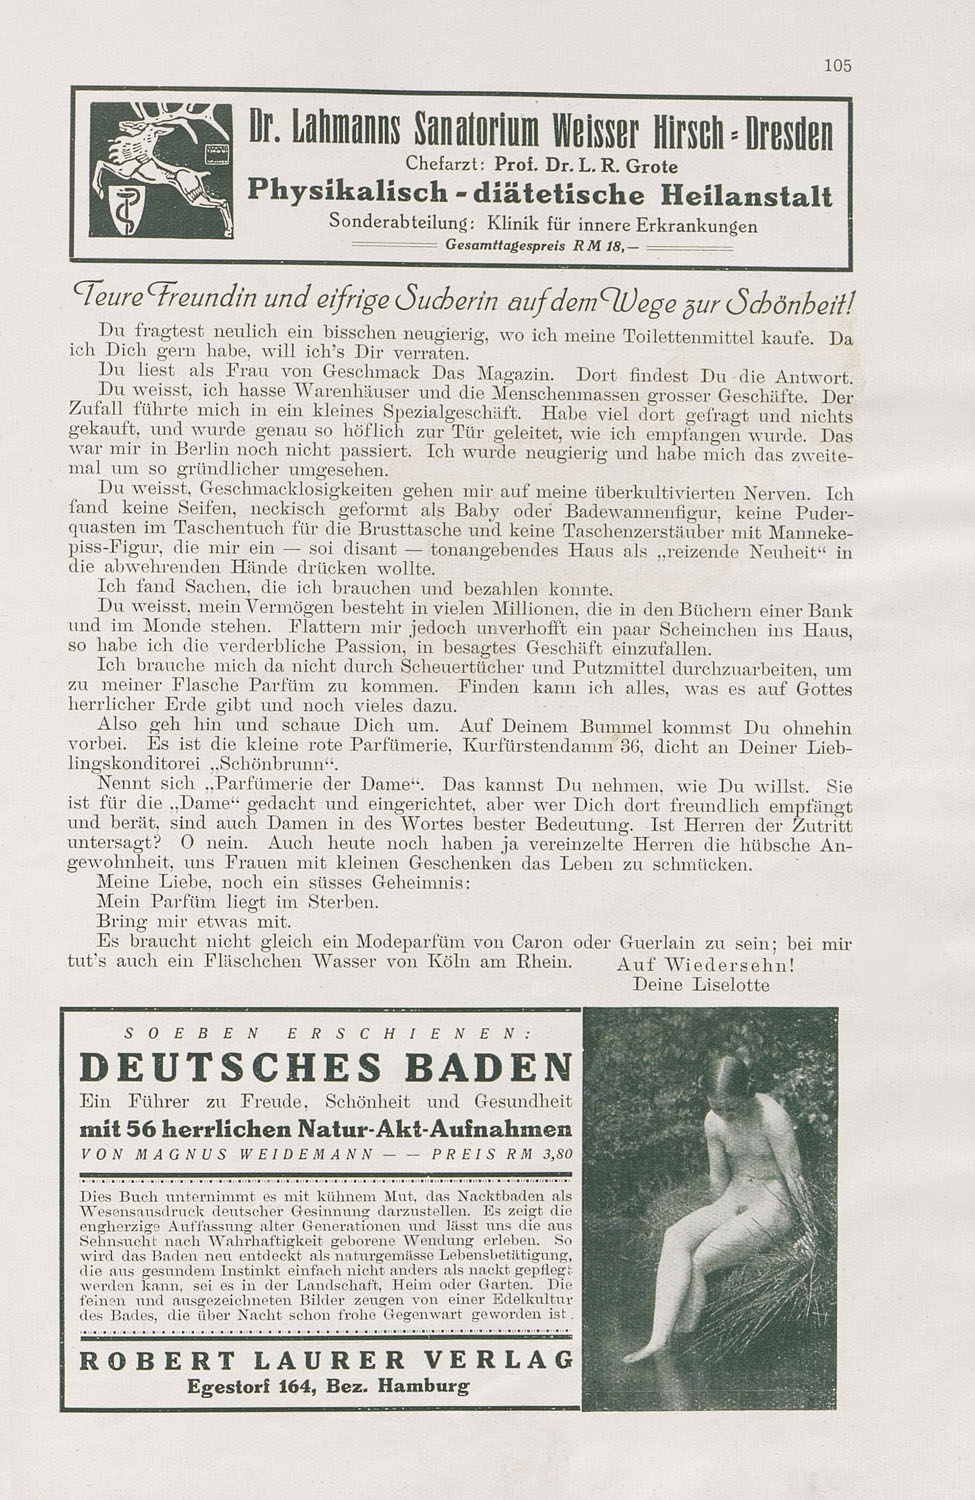 105
Dr. Lahmanns Sanatorium Weisser Hirsch - Dresden
Chefarzt: Prof. Dr. L. R. Grote
Physikalisch - diätetische Heilanstalt
Sonderabteilung: Klinik für innere Erkrankungen
Gesamttagespreis RM 18,—
Teure Freundin und eifrige Sucherin auf dem Wege zur Schönheit!
Du fragtest neulich ein bisschen neugierig, wo ich meine Toilettenmittel kaufe. Da
ich Dich gern habe, will ich's Dir verraten.
Du liest als Frau von Geschmack Das Magazin. Dort findest Du die Antwort.
Du weisst, ich hasse Warenhäuser und die Menschenmassen grosser Geschäfte. Der
Zufall führte mich in ein kleines Spezialgeschäft. Habe viel dort gefragt und nichts
gekauft, und wurde genau so höflich zur Tür geleitet, wie ich empfangen wurde. Das
war mir in Berlin noch nicht passiert. Ich wurde neugierig und habe mich das zweite-
mal um so gründlicher umgesehen.
Du weisst, Geschmacklosigkeiten gehen mir auf meine überkultivierten Nerven. Ich
fand keine Seifen, neckisch geformt als Baby oder Badewannenfigur, keine Puder-
quasten im Taschentuch für die Brusttasche und keine Taschenzerstäuber mit Manneke-
piss-Figur, die mir ein — soi disant — tonangebendes Haus als „reizende Neuheit“ in
die abwehrenden Hände drücken wollte.
Ich fand Sachen, die ich brauchen und bezahlen konnte.
Du weisst, mein Vermögen besteht in vielen Millionen, die in den Büchern einer Bank
und im Monde stehen. Flattern mir jedoch unverhofft ein paar Scheinchen ins Haus,
so habe ich die verderbliche Passion, in besagtes Geschäft einzufallen.
Ich brauche mich da nicht durch Scheuertücher und Putzmittel durchzuarbeiten, um
zu meiner Flasche Parfüm zu kommen. Finden kann ich alles, was es auf Gottes
herrlicher Erde gibt und noch vieles dazu.
Also geh hin und schaue Dich um. Auf Deinem Bummel kommst Du ohnehin
vorbei. Es ist die kleine rote Parfümerie, Kurfürstendamm 36, dicht an Deiner Lieb-
lingskonditorei „Schönbrunn“.
Nennt sich „Parfümerie der Dame“. Das kannst Du nehmen, wie Du willst. Sie
ist für die „Dame“ gedacht und eingerichtet, aber wer Dich dort freundlich empfängt
und berät, sind auch Damen in des Wortes bester Bedeutung. Ist Herren der Zutritt
untersagt? O nein. Auch heute noch haben ja vereinzelte Herren die hübsche An-
gewohnheit, uns Frauen mit kleinen Geschenken das Leben zu schmücken.
Meine Liebe, noch ein süsses Geheimnis:
Mein Parfüm liegt im Sterben.
Bring mir etwas mit.
Es braucht nicht gleich ein Modeparfüm von Caron oder Guerlain zu sein; bei mir
tut's auch ein Fläschchen Wasser von Köln am Rhein. Auf Wiedersehn!
Deine Liselotte
SOEBEN ERSCHIENEN:
DEUTSCHES BADEN
Ein Führer zu Freude, Schönheit und Gesundheit
mit 56 herrlichen Natur-Akt-Aufnahmen
VON MAGNUS WEIDEMANN — — PREIS RM 3,80
Dies Buch unternimmt es mit kühnem Mut, das Nacktbaden als
Wesensausdruck deutscher Gesinnung darzustellen. Es zeigt die
engherzige Auffassung alter Generationen und lässt uns die aus
Sehnsucht nach Wahrhaftigkeit geborene Wendung erleben. So
wird das Baden neu entdeckt als naturgemässe Lebensbetätigung,
die aus gesundem Instinkt einfach nicht anders als nackt gepflegt
werden kann, sei es in der Landschaft, Heim oder Garten. Die
feinen und ausgezeichneten Bilder zeugen von einer Edelkultur
des Bades, die über Nacht schon frohe Gegenwart geworden ist.
ROBERT LAURER VERLAG
Egestorf 164, Bez. Hamburg